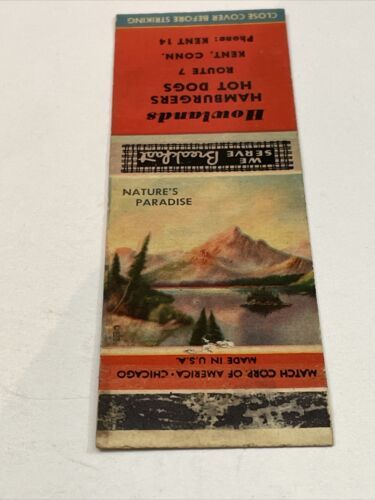 CLOSE COVER BEFORE STRIKING
Howlands
HAMBURGERS
HOT DOGS
ROUTE 7
KENT, CONN.
Phone: KENT 14
WE
SERVE Breakfast
NATURE'S
PARADISE
MATCH CORP. OF AMERICA • CHICAGO
MADE IN U.S.A.